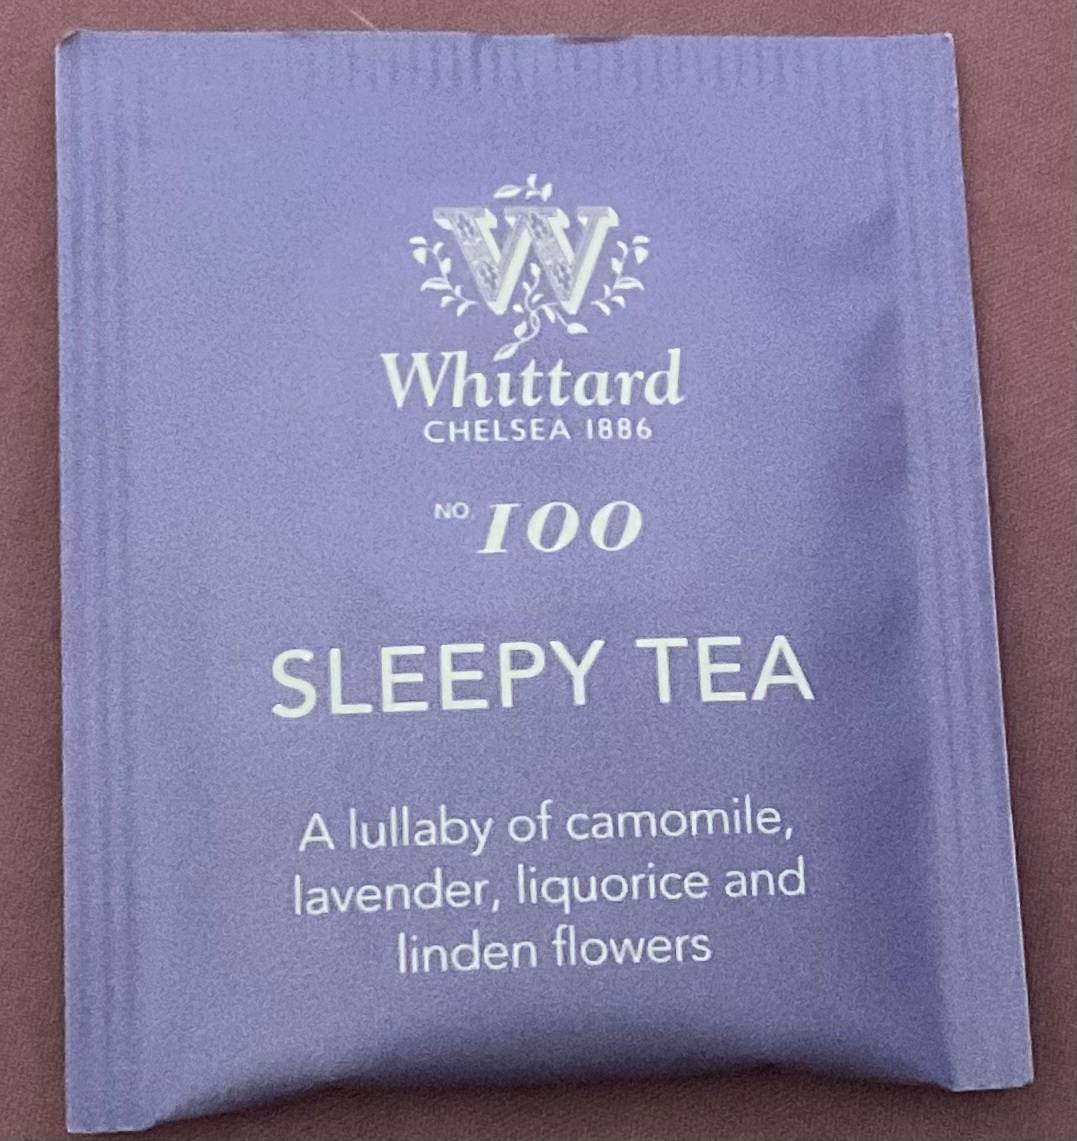 W
Whittard
CHELSEA 1886
NO. 100
SLEEPY TEA
A lullaby of camomile,
lavender, liquorice and
linden flowers